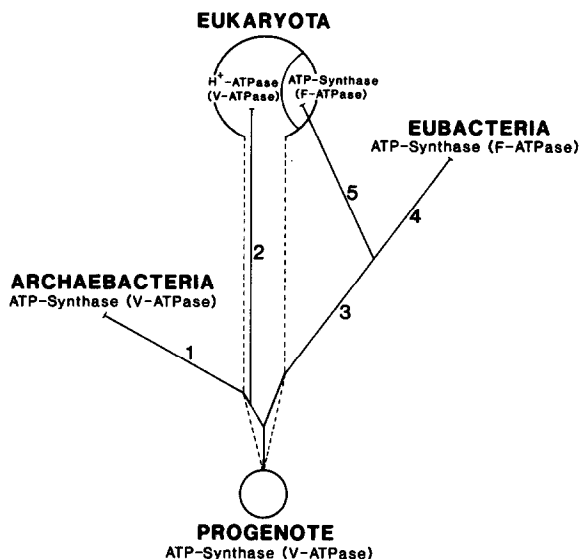 EUKARYOTA
H⁺-ATPase
(V-ATPase)
ATP-Synthase
(F-ATPase)
EUBACTERIA
ATP-Synthase (F-ATPase)
5
4
2
ARCHAEBACTERIA
ATP-Synthase (V-ATPase)
3
1
PROGENOTE
ATP-Synthase (V-ATPase)